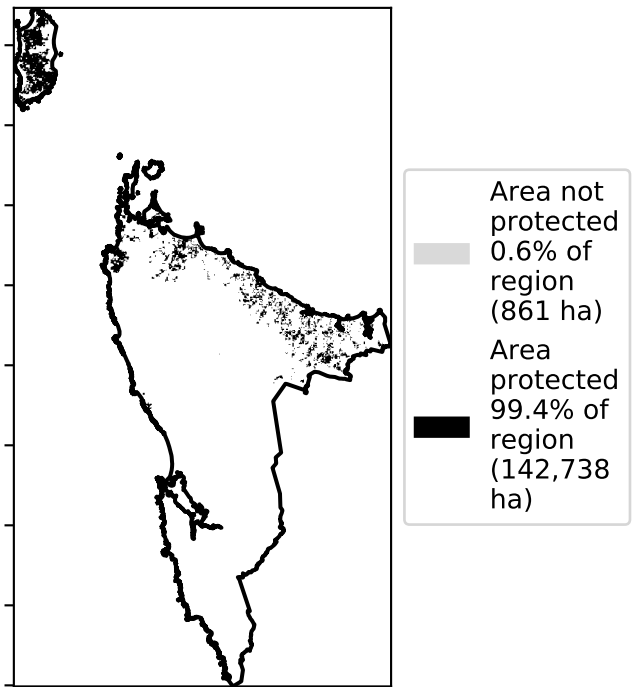 Area not
protected
0.6% of
region
(861 ha)
Area
protected
99.4% of
region
(142,738
ha)